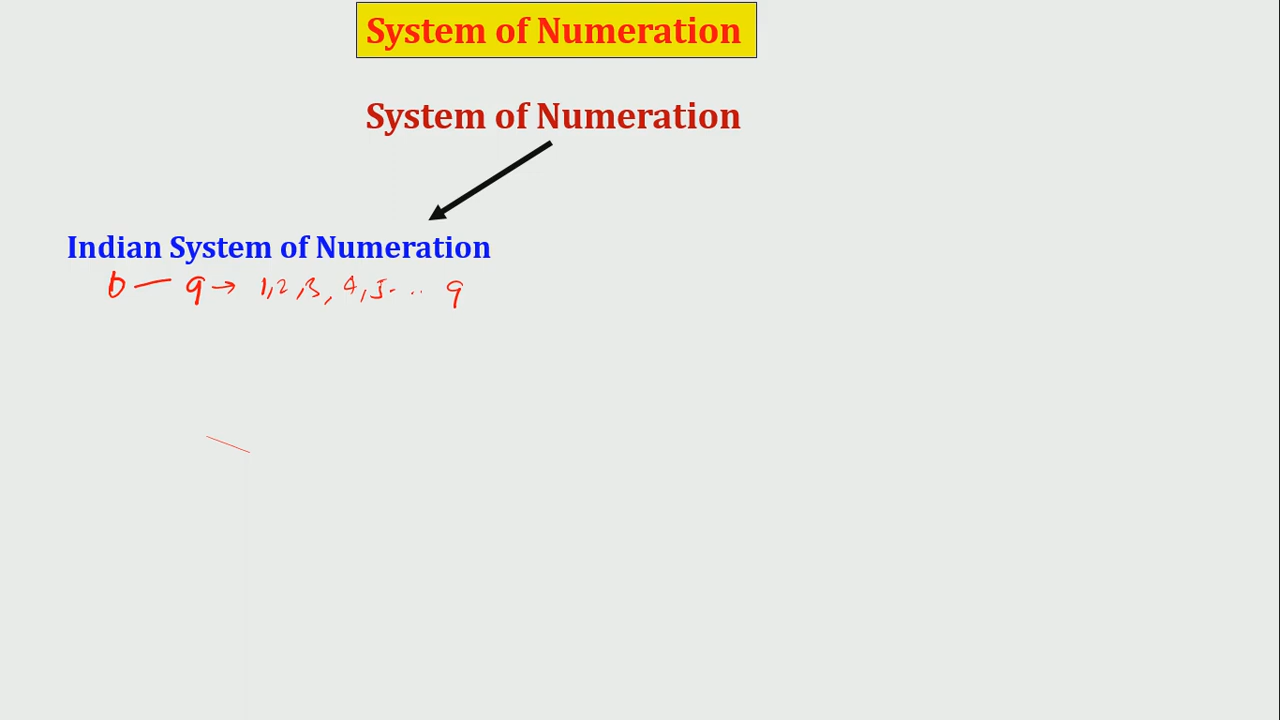 System of Numeration
System of Numeration
Indian System of Numeration
0 — 9 → 1,2,3, 4,5- .. 9